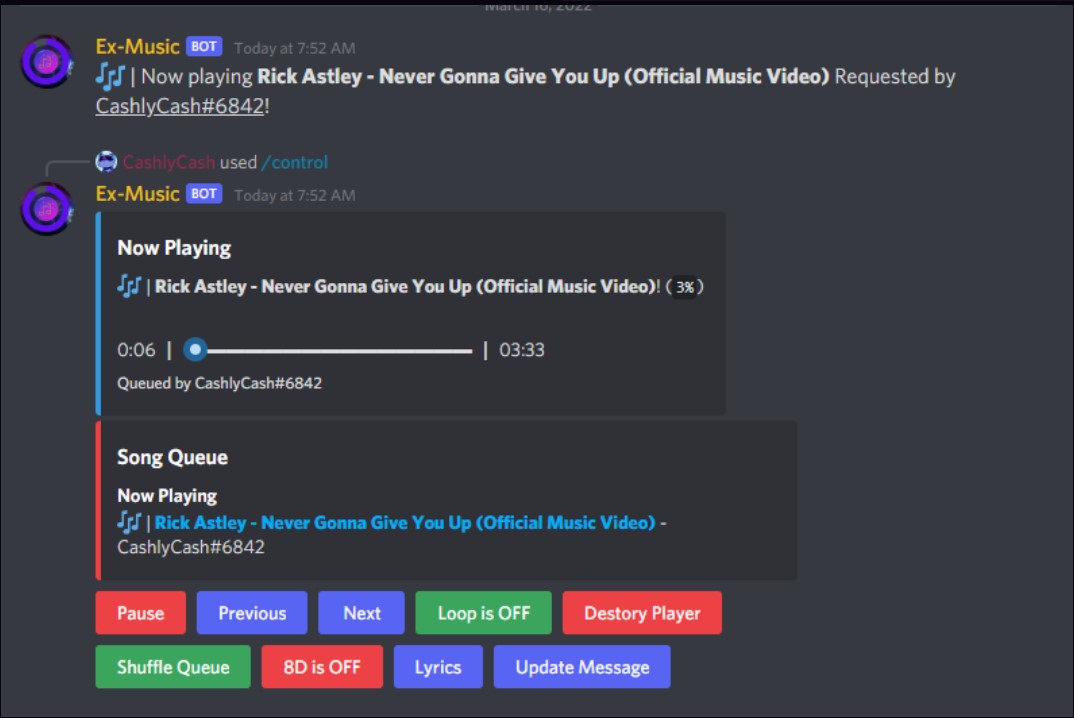 March 16, 2022
Ex-Music BOT Today at 7:52 AM
| Now playing Rick Astley - Never Gonna Give You Up (Official Music Video) Requested by
CashlyCash#6842!
CashlyCash used /control
Ex-Music BOT Today at 7:52 AM
Now Playing
| Rick Astley - Never Gonna Give You Up (Official Music Video)! ( 3% )
0:06 | | 03:33
Queued by CashlyCash#6842
Song Queue
Now Playing
| Rick Astley - Never Gonna Give You Up (Official Music Video) -
CashlyCash#6842
Pause Previous Next Loop is OFF Destory Player
Shuffle Queue 8D is OFF Lyrics Update Message